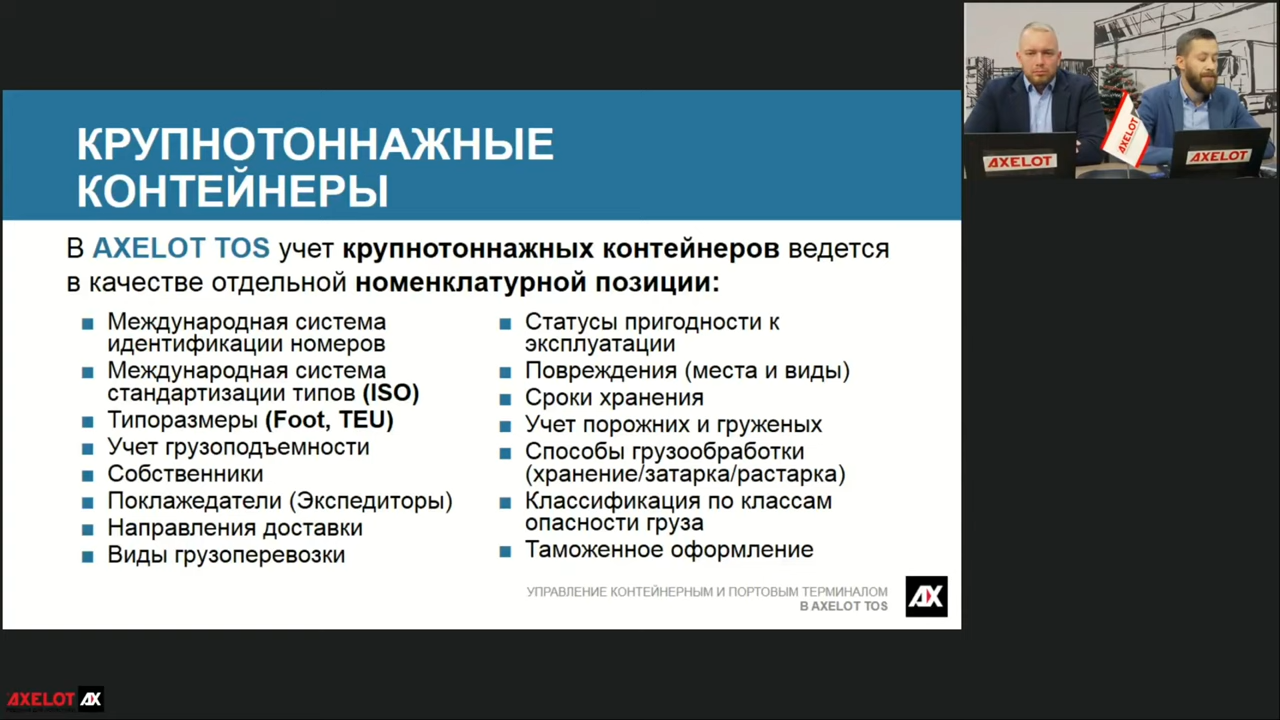 КРУПНОТОННАЖНЫЕ
КОНТЕЙНЕРЫ
В AXELOT TOS учет крупнотоннажных контейнеров ведется
в качестве отдельной номенклатурной позиции:
Международная система
идентификации номеров
Международная система
стандартизации типов (ISO)
Типоразмеры (Foot, TEU)
Учет грузоподъемности
Собственники
Поклажедатели (Экспедиторы)
Направления доставки
Виды грузоперевозки
Статусы пригодности к
эксплуатации
Повреждения (места и виды)
Сроки хранения
Учет порожних и груженых
Способы грузообработки
(хранение/затарка/растарка)
Классификация по классам
опасности груза
Таможенное оформление
УПРАВЛЕНИЕ КОНТЕЙНЕРНЫМ И ПОРТОВЫМ ТЕРМИНАЛОМ
В AXELOT TOS
AX
AXELOT
AXELOT
AXELOT
AXELOT AX